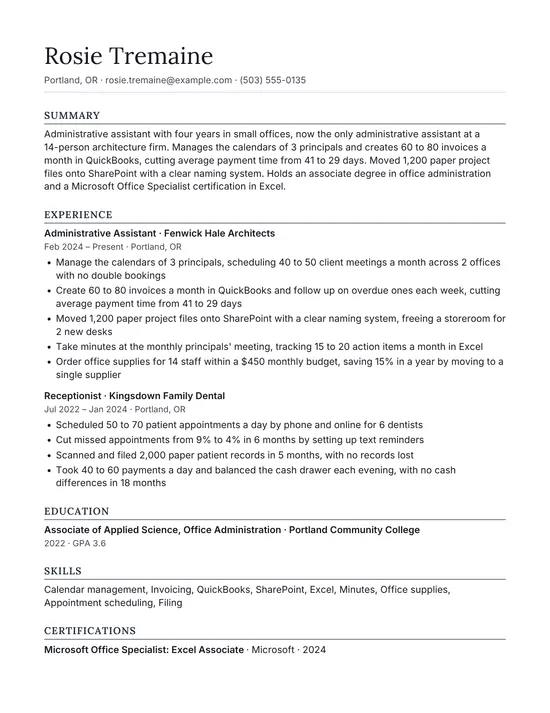 Rosie Tremaine
Portland, OR · rosie.tremaine@example.com · (503) 555-0135
SUMMARY
Administrative assistant with four years in small offices, now the only administrative assistant at a
14-person architecture firm. Manages the calendars of 3 principals and creates 60 to 80 invoices a
month in QuickBooks, cutting average payment time from 41 to 29 days. Moved 1,200 paper project
files onto SharePoint with a clear naming system. Holds an associate degree in office administration
and a Microsoft Office Specialist certification in Excel.
EXPERIENCE
Administrative Assistant · Fenwick Hale Architects
Feb 2024 – Present · Portland, OR
• Manage the calendars of 3 principals, scheduling 40 to 50 client meetings a month across 2 offices
with no double bookings
• Create 60 to 80 invoices a month in QuickBooks and follow up on overdue ones each week, cutting
average payment time from 41 to 29 days
• Moved 1,200 paper project files onto SharePoint with a clear naming system, freeing a storeroom for
2 new desks
• Take minutes at the monthly principals' meeting, tracking 15 to 20 action items a month in Excel
• Order office supplies for 14 staff within a $450 monthly budget, saving 15% in a year by moving to a
single supplier
Receptionist · Kingsdown Family Dental
Jul 2022 – Jan 2024 · Portland, OR
• Scheduled 50 to 70 patient appointments a day by phone and online for 6 dentists
• Cut missed appointments from 9% to 4% in 6 months by setting up text reminders
• Scanned and filed 2,000 paper patient records in 5 months, with no records lost
• Took 40 to 60 payments a day and balanced the cash drawer each evening, with no cash
differences in 18 months
EDUCATION
Associate of Applied Science, Office Administration · Portland Community College
2022 · GPA 3.6
SKILLS
Calendar management, Invoicing, QuickBooks, SharePoint, Excel, Minutes, Office supplies,
Appointment scheduling, Filing
CERTIFICATIONS
Microsoft Office Specialist: Excel Associate · Microsoft · 2024